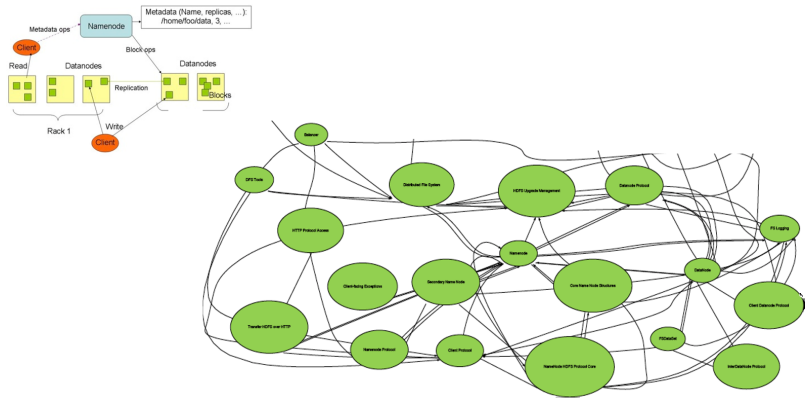 Metadata (Name, replicas, ...):
/home/foo/data, 3, ...
Namenode
Metadata ops
Client
Block ops
Read
Datanodes
Datanodes
Replication
Blocks
Rack 1
Write
Client
Balancer
DFS Tools
Distributed File System
HDFS Upgrade Management
Datanode Protocol
HTTP Protocol Access
FS Logging
Namenode
DataNode
Client-facing Exceptions
Secondary Name Node
Core Name Node Structures
Client Datanode Protocol
Transfer HDFS over HTTP
Namenode Protocol
Client Protocol
FSDataSet
NameNode HDFS Protocol Core
InterDataNode Protocol